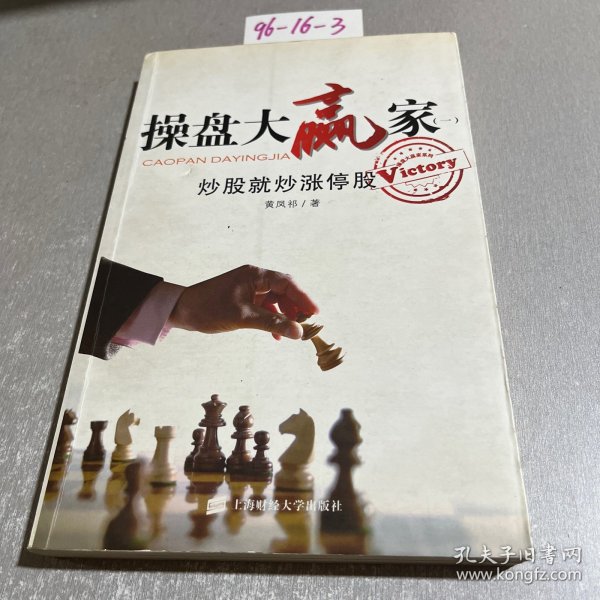 96-16-3
操盘大赢家(一)
CAOPAN DAYINGJIA
Victory
炒股就炒涨停股
黄凤祁/著
上海财经大学出版社
孔夫子旧书网
www.kongfz.com